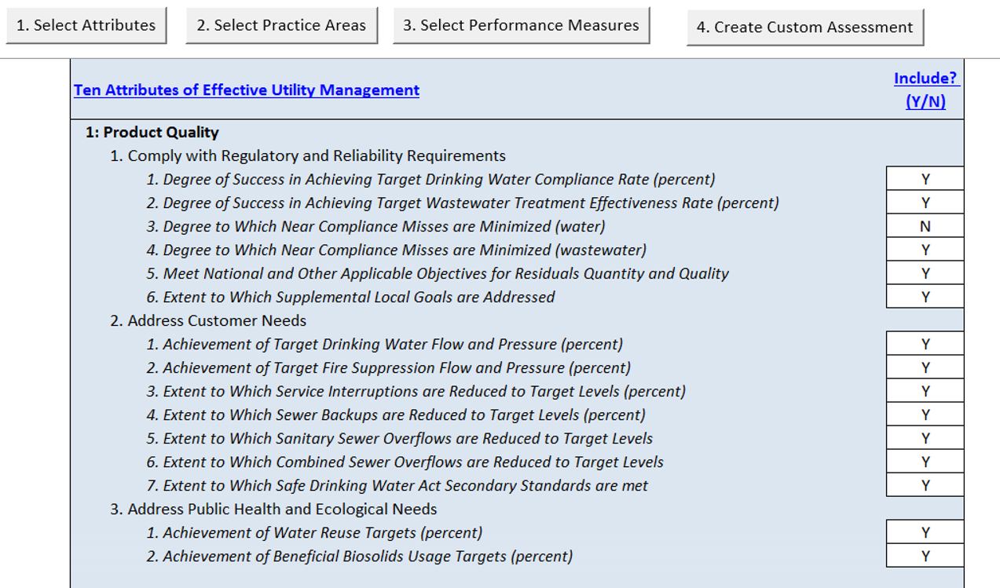 1. Select Attributes
2. Select Practice Areas
3. Select Performance Measures
4. Create Custom Assessment
Ten Attributes of Effective Utility Management
Include?
(Y/N)
1: Product Quality
1. Comply with Regulatory and Reliability Requirements
1. Degree of Success in Achieving Target Drinking Water Compliance Rate (percent) Y
2. Degree of Success in Achieving Target Wastewater Treatment Effectiveness Rate (percent) Y
3. Degree to Which Near Compliance Misses are Minimized (water) N
4. Degree to Which Near Compliance Misses are Minimized (wastewater) Y
5. Meet National and Other Applicable Objectives for Residuals Quantity and Quality Y
6. Extent to Which Supplemental Local Goals are Addressed Y
2. Address Customer Needs
1. Achievement of Target Drinking Water Flow and Pressure (percent) Y
2. Achievement of Target Fire Suppression Flow and Pressure (percent) Y
3. Extent to Which Service Interruptions are Reduced to Target Levels (percent) Y
4. Extent to Which Sewer Backups are Reduced to Target Levels (percent) Y
5. Extent to Which Sanitary Sewer Overflows are Reduced to Target Levels Y
6. Extent to Which Combined Sewer Overflows are Reduced to Target Levels Y
7. Extent to Which Safe Drinking Water Act Secondary Standards are met Y
3. Address Public Health and Ecological Needs
1. Achievement of Water Reuse Targets (percent) Y
2. Achievement of Beneficial Biosolids Usage Targets (percent) Y